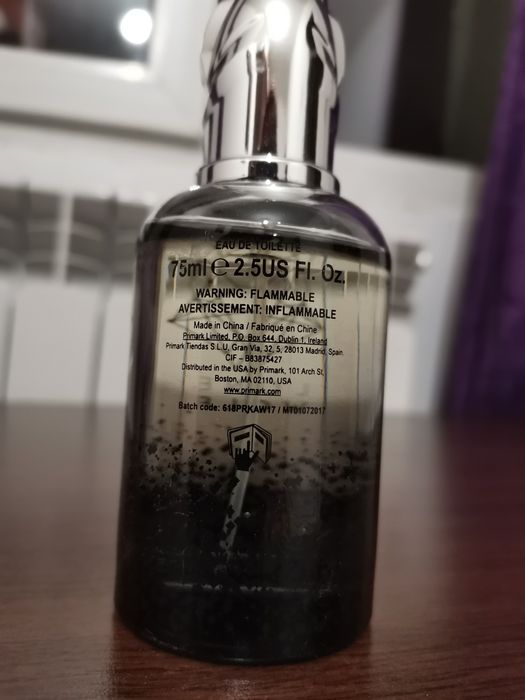 EAU DE TOILETTE
75ml ℮ 2.5US Fl. Oz.
WARNING: FLAMMABLE
AVERTISSEMENT: INFLAMMABLE
Made in China / Fabriqué en Chine
Primark Limited, P.O. Box 644, Dublin 1, Ireland
Primark Tiendas S.L.U, Gran Via, 32, 5, 28013 Madrid, Spain.
CIF – B83875427
Distributed in the USA by Primark, 101 Arch St,
Boston, MA 02110, USA
www.primark.com
Batch code: 618PRKAW17 / MT01072017